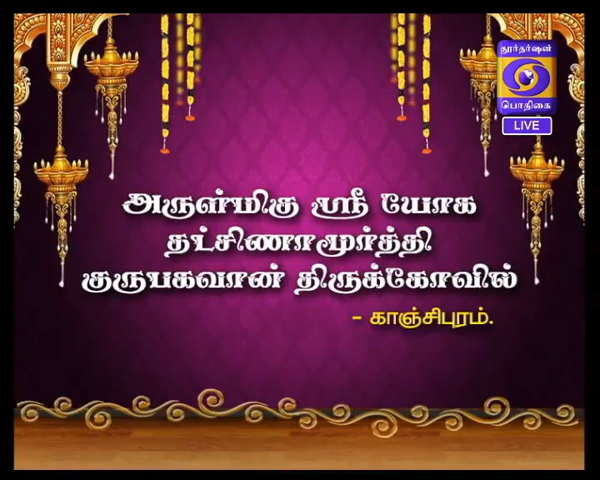 தூர்தர்ஷன்
பொதிகை
LIVE
அருள்மிகு ஸ்ரீ யோக
தட்சிணாமூர்த்தி
குருபகவான் திருக்கோவில்
- காஞ்சிபுரம்.